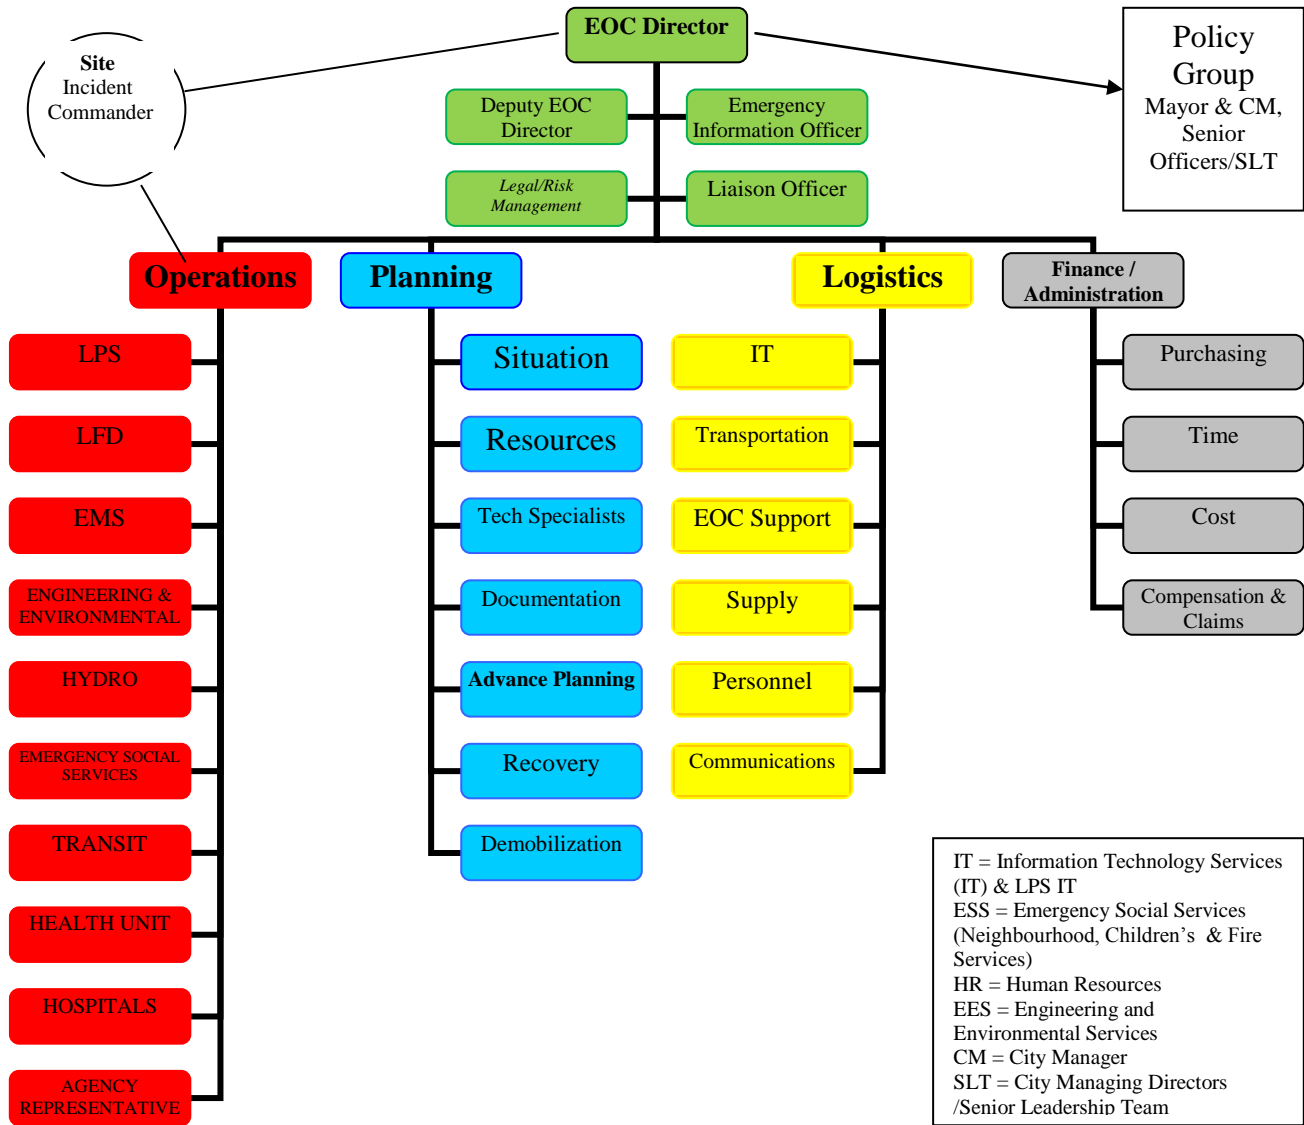 EOC Director
Site
Incident
Commander
Policy
Group
Mayor & CM,
Senior
Officers/SLT
Deputy EOC
Director
Emergency
Information Officer
Legal/Risk
Management
Liaison Officer
Operations
Planning
Logistics
Finance /
Administration
LPS
LFD
EMS
ENGINEERING &
ENVIRONMENTAL
HYDRO
EMERGENCY SOCIAL
SERVICES
TRANSIT
HEALTH UNIT
HOSPITALS
AGENCY
REPRESENTATIVE
Situation
Resources
Tech Specialists
Documentation
Advance Planning
Recovery
Demobilization
IT
Transportation
EOC Support
Supply
Personnel
Communications
Purchasing
Time
Cost
Compensation &
Claims
IT = Information Technology Services
(IT) & LPS IT
ESS = Emergency Social Services
(Neighbourhood, Children’s & Fire
Services)
HR = Human Resources
EES = Engineering and
Environmental Services
CM = City Manager
SLT = City Managing Directors
/Senior Leadership Team